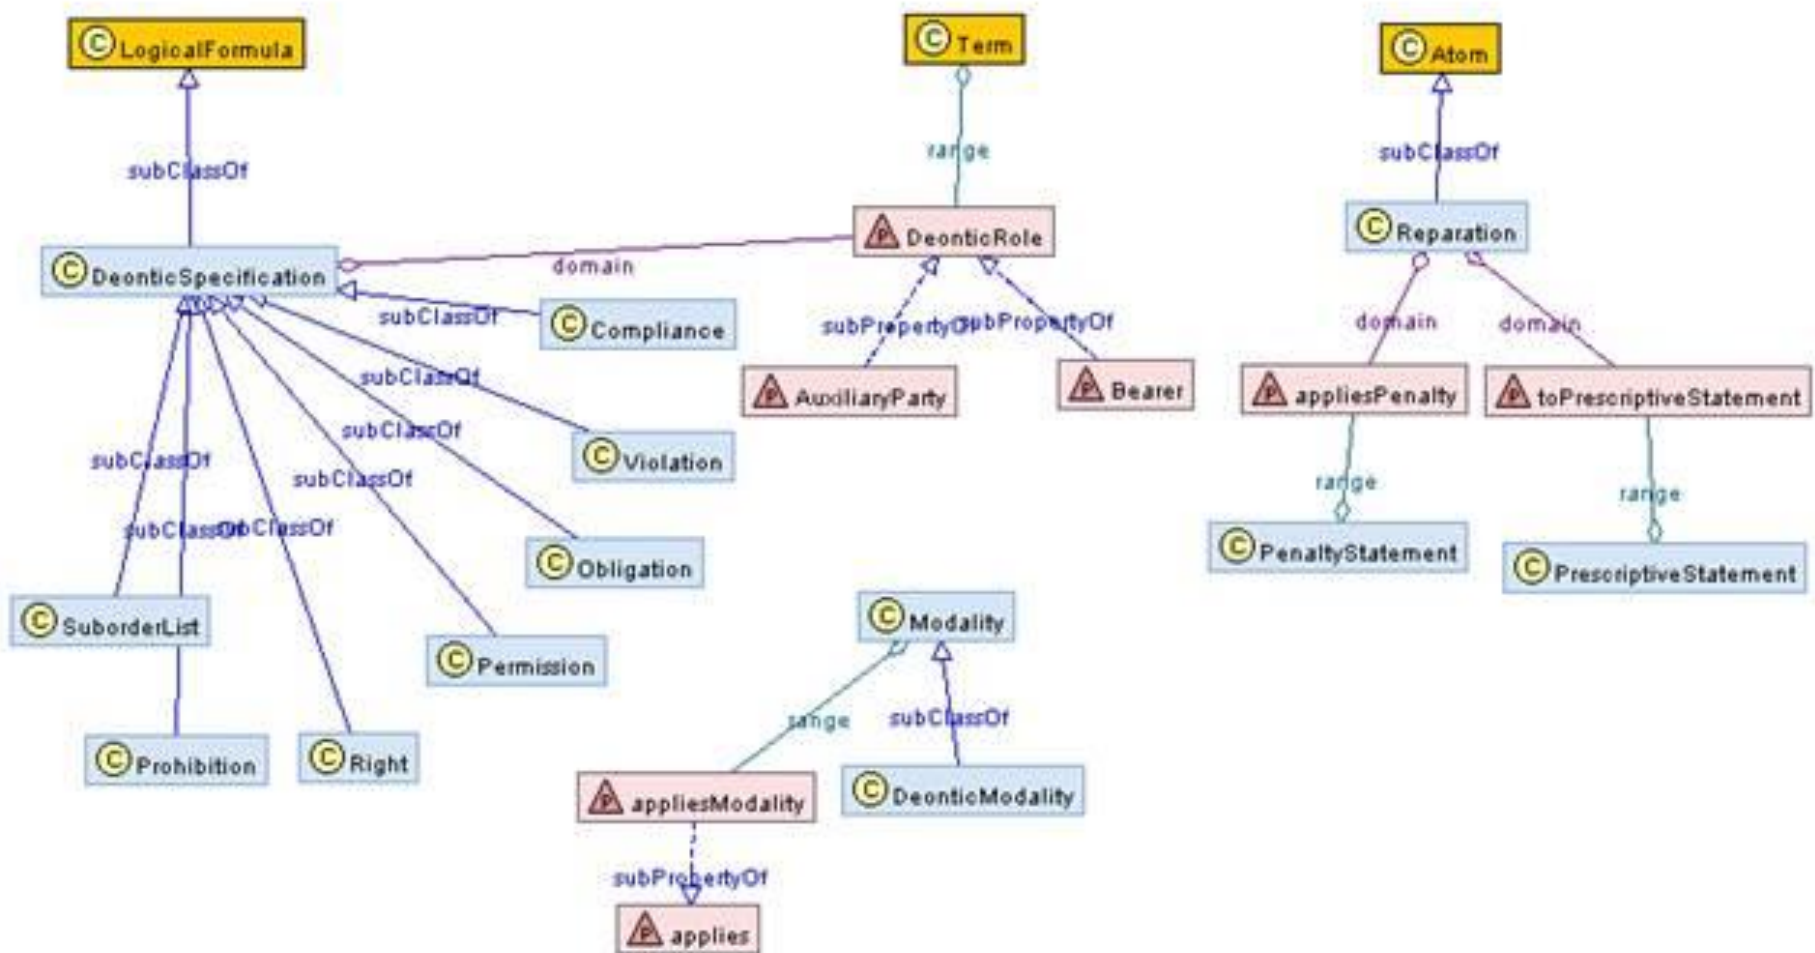 C LogicalFormula
C Term
C Atom
subClassOf
range
subClassOf
P DeonticRole
C Reparation
C DeonticSpecification
domain
subClassOf
C Compliance
subPropertyOf
subPropertyOf
domain
domain
P AuxiliaryParty
P Bearer
P appliesPenalty
P toPrescriptiveStatement
subClassOf
subClassOf
C Violation
subClassOf
subClassOf
range
range
subClassOf
subClassOf
C Obligation
C PenaltyStatement
C PrescriptiveStatement
C SuborderList
C Modality
C Permission
range
subClassOf
C Prohibition
C Right
P appliesModality
C DeonticModality
subPropertyOf
P applies